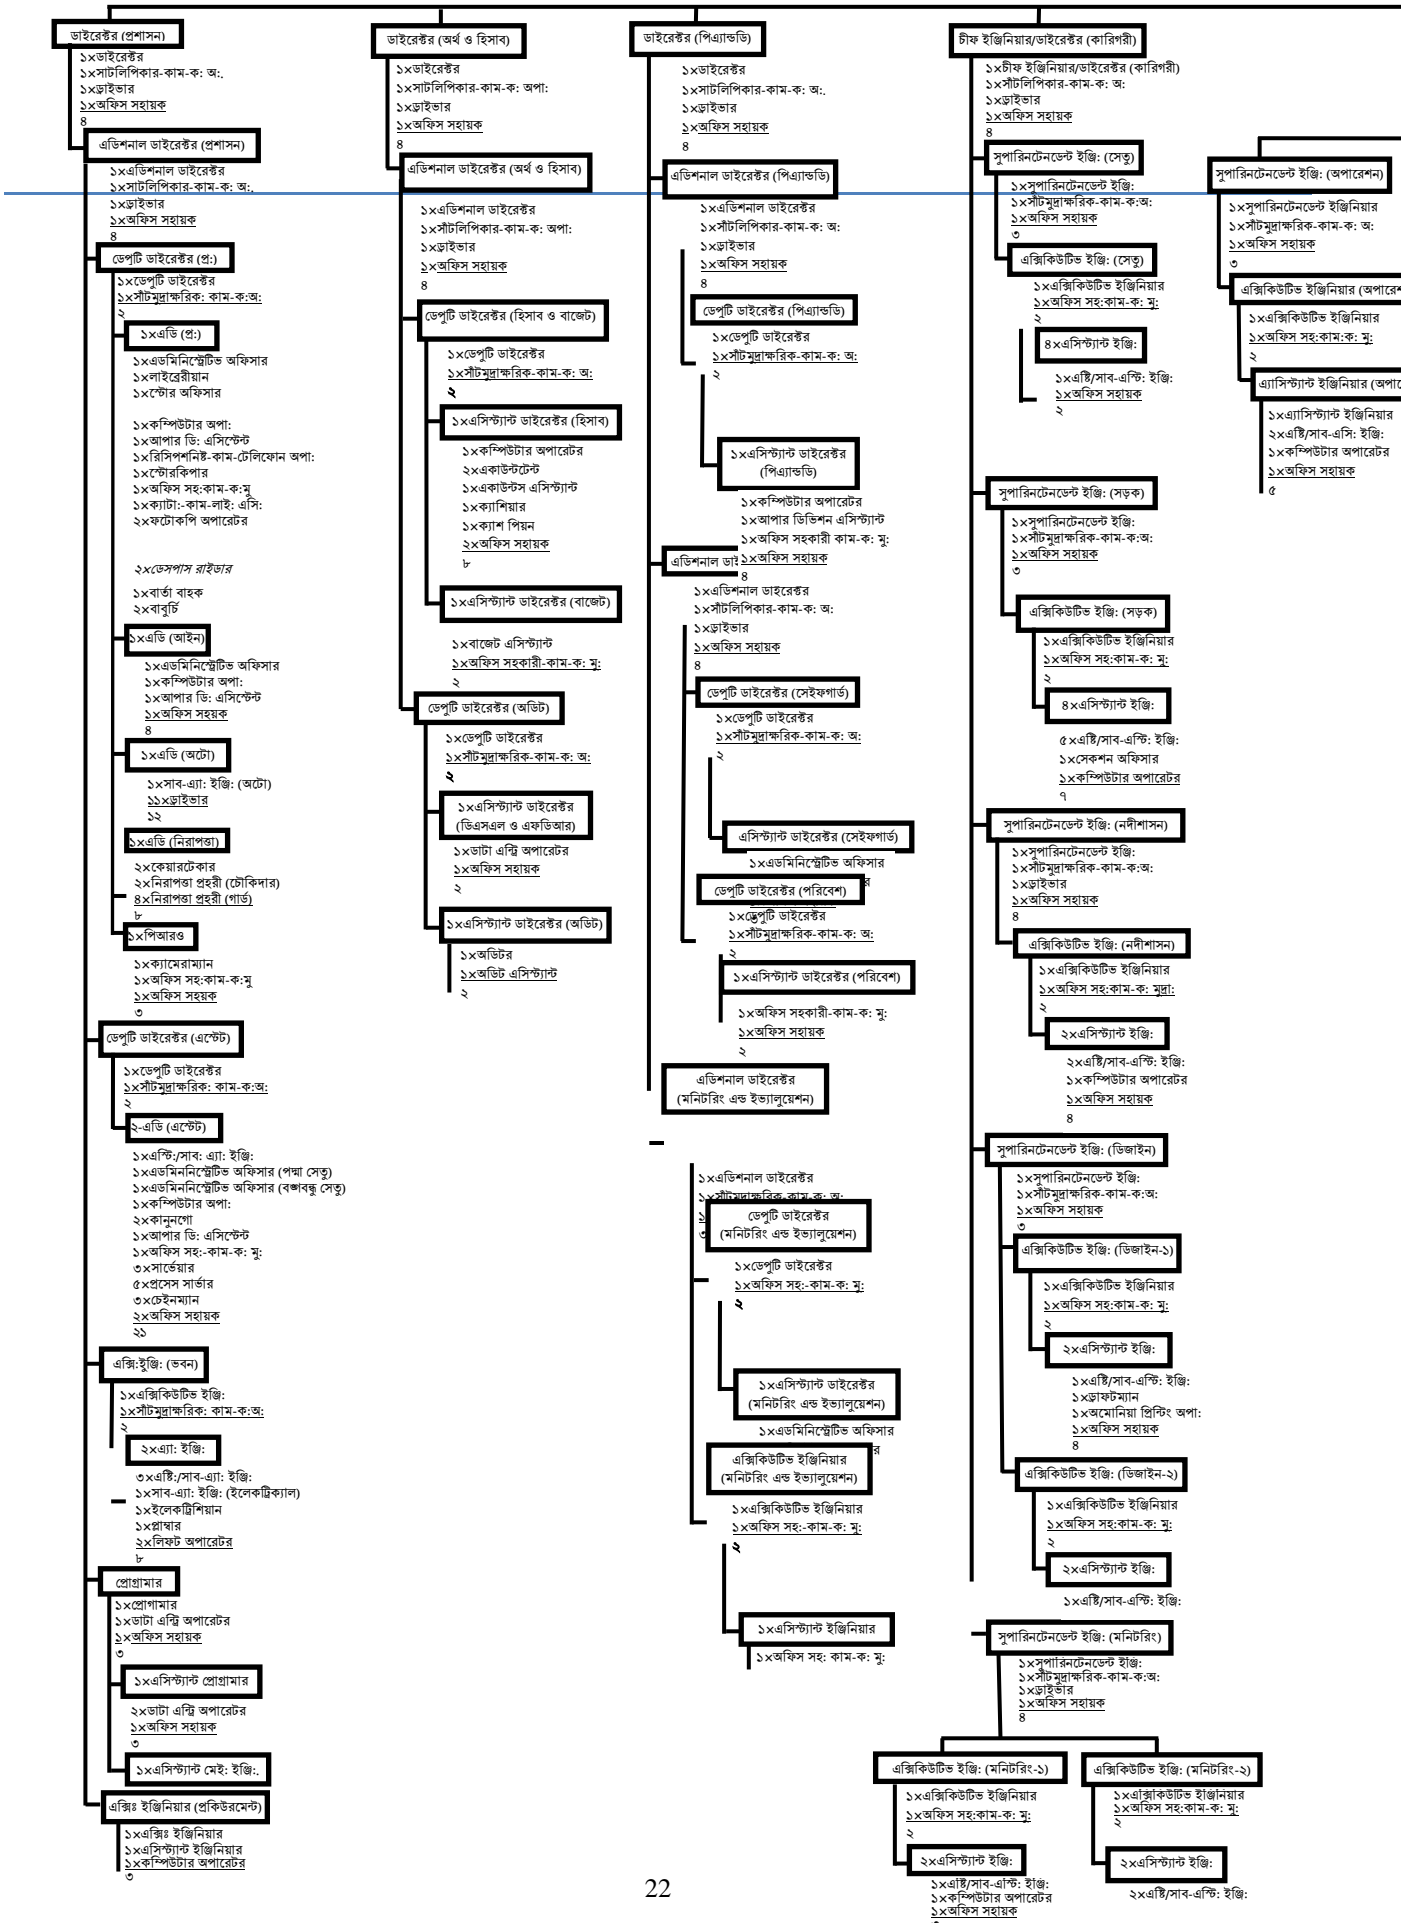 ডাইরেক্টর (প্রশাসন)
১×ডাইরেক্টর
১×সাটলিপিকার-কাম-ক: অ:.
১×ড্রাইভার
১×অফিস সহায়ক
৪
এডিশনাল ডাইরেক্টর (প্রশাসন)
১×এডিশনাল ডাইরেক্টর
১×সাটলিপিকার-কাম-ক: অ:.
১×ড্রাইভার
১×অফিস সহায়ক
৪
ডেপুটি ডাইরেক্টর (প্র:)
১×ডেপুটি ডাইরেক্টর
১×সাঁটমুদ্রাক্ষরিক: কাম-ক:অ:
২
১×এডি (প্র:)
১×এডমিনিস্ট্রেটিভ অফিসার
১×লাইব্রেরীয়ান
১×স্টোর অফিসার
১×কম্পিউটার অপা:
১×আপার ডি: এসিস্টেন্ট
১×রিসিপশনিষ্ট-কাম-টেলিফোন অপা:
১×স্টোরকিপার
১×অফিস সহ:কাম-ক:মু
১×ক্যাটা:-কাম-লাই: এসি:
২×ফটোকপি অপারেটর
২×ডেসপাস রাইডার
১×বার্তা বাহক
২×বাবুর্চি
১×এডি (আইন)
১×এডমিনিস্ট্রেটিভ অফিসার
১×কম্পিউটার অপা:
১×আপার ডি: এসিস্টেন্ট
১×অফিস সহয়ক
৪
১×এডি (অটো)
১×সাব-এ্যা: ইঞ্জি: (অটো)
১১×ড্রাইভার
১২
১×এডি (নিরাপত্তা)
২×কেয়ারটেকার
২×নিরাপত্তা প্রহরী (চৌকিদার)
৪×নিরাপত্তা প্রহরী (গার্ড)
৮
১×পিআরও
১×ক্যামেরাম্যান
১×অফিস সহ:কাম-ক:মু
১×অফিস সহয়ক
৩
ডেপুটি ডাইরেক্টর (এস্টেট)
১×ডেপুটি ডাইরেক্টর
১×সাঁটমুদ্রাক্ষরিক: কাম-ক:অ:
২
২-এডি (এস্টেট)
১×এস্টি:/সাব: এ্যা: ইঞ্জি:
১×এডমিননিস্ট্রেটিভ অফিসার (পদ্মা সেতু)
১×এডমিননিস্ট্রেটিভ অফিসার (বঙ্গবন্ধু সেতু)
১×কম্পিউটার অপা:
২×কানুনগো
১×আপার ডি: এসিস্টেন্ট
১×অফিস সহ:-কাম-ক: মু:
৩×সার্ভেয়ার
৫×প্রসেস সার্ভার
৩×চেইনম্যান
২×অফিস সহায়ক
২১
এক্সি:ইঞ্জি: (ভবন)
১×এক্সিকিউটিভ ইঞ্জি:
১×সাঁটমুদ্রাক্ষরিক: কাম-ক:অ:
২
২×এ্যা: ইঞ্জি:
৩×এষ্টি:/সাব-এ্যা: ইঞ্জি:
১×সাব-এ্যা: ইঞ্জি: (ইলেকট্রিক্যাল)
১×ইলেকট্রিশিয়ান
১×প্লাম্বার
২×লিফট অপারেটর
৮
প্রোগ্রামার
১×প্রোগামার
১×ডাটা এন্ট্রি অপারেটর
১×অফিস সহায়ক
৩
১×এসিস্ট্যান্ট প্রোগ্রামার
২×ডাটা এন্ট্রি অপারেটর
১×অফিস সহায়ক
৩
১×এসিস্ট্যান্ট মেই: ইঞ্জি:.
এক্সিঃ ইঞ্জিনিয়ার (প্রকিউরমেন্ট)
১×এক্সিঃ ইঞ্জিনিয়ার
১×এসিস্ট্যান্ট ইঞ্জিনিয়ার
১×কম্পিউটার অপারেটর
৩
ডাইরেক্টর (অর্থ ও হিসাব)
১×ডাইরেক্টর
১×সাটলিপিকার-কাম-ক: অপা:
১×ড্রাইভার
১×অফিস সহায়ক
৪
এডিশনাল ডাইরেক্টর (অর্থ ও হিসাব)
১×এডিশনাল ডাইরেক্টর
১×সাঁটলিপিকার-কাম-ক: অপা:
১×ড্রাইভার
১×অফিস সহায়ক
৪
ডেপুটি ডাইরেক্টর (হিসাব ও বাজেট)
১×ডেপুটি ডাইরেক্টর
১×সাঁটমুদ্রাক্ষরিক-কাম-ক: অ:
২
১×এসিস্ট্যান্ট ডাইরেক্টর (হিসাব)
১×কম্পিউটার অপারেটর
২×একাউন্টটেন্ট
১×একাউন্টস এসিস্ট্যান্ট
১×ক্যাশিয়ার
১×ক্যাশ পিয়ন
২×অফিস সহায়ক
৮
১×এসিস্ট্যান্ট ডাইরেক্টর (বাজেট)
১×বাজেট এসিস্ট্যান্ট
১×অফিস সহকারী-কাম-ক: মু:
২
ডেপুটি ডাইরেক্টর (অডিট)
১×ডেপুটি ডাইরেক্টর
১×সাঁটমুদ্রাক্ষরিক-কাম-ক: অ:
২
১×এসিস্ট্যান্ট ডাইরেক্টর
(ডিএসএল ও এফডিআর)
১×ডাটা এন্ট্রি অপারেটর
১×অফিস সহায়ক
২
১×এসিস্ট্যান্ট ডাইরেক্টর (অডিট)
১×অডিটর
১×অডিট এসিস্ট্যান্ট
২
ডাইরেক্টর (পিএ্যান্ডডি)
১×ডাইরেক্টর
১×সাটলিপিকার-কাম-ক: অ:.
১×ড্রাইভার
১×অফিস সহায়ক
৪
এডিশনাল ডাইরেক্টর (পিএ্যান্ডডি)
১×এডিশনাল ডাইরেক্টর
১×সাঁটলিপিকার-কাম-ক: অ:
১×ড্রাইভার
১×অফিস সহায়ক
৪
ডেপুটি ডাইরেক্টর (পিএ্যান্ডডি)
১×ডেপুটি ডাইরেক্টর
১×সাঁটমুদ্রাক্ষরিক-কাম-ক: অ:
২
১×এসিস্ট্যান্ট ডাইরেক্টর
(পিএ্যান্ডডি)
১×কম্পিউটার অপারেটর
১×আপার ডিভিশন এসিস্ট্যান্ট
১×অফিস সহকারী কাম-ক: মু:
১×অফিস সহায়ক
৪
এডিশনাল
১×এডিশনাল ডাইরেক্টর
১×সাঁটলিপিকার-কাম-ক: অ:
১×ড্রাইভার
১×অফিস সহায়ক
৪
ডেপুটি ডাইরেক্টর (সেইফগার্ড)
১×ডেপুটি ডাইরেক্টর
১×সাঁটমুদ্রাক্ষরিক-কাম-ক: অ:
২
এসিস্ট্যান্ট ডাইরেক্টর (সেইফগার্ড)
১×এডমিনিস্ট্রেটিভ অফিসার
ডেপুটি ডাইরেক্টর (পরিবেশ)
১×ডেপুটি ডাইরেক্টর
১×সাঁটমুদ্রাক্ষরিক-কাম-ক: অ:
২
১×এসিস্ট্যান্ট ডাইরেক্টর (পরিবেশ)
১×অফিস সহকারী-কাম-ক: মু:
১×অফিস সহায়ক
২
এডিশনাল ডাইরেক্টর
(মনিটরিং এন্ড ইভ্যালুয়েশন)
১×এডিশনাল ডাইরেক্টর
১×সাঁটমুদ্রাক্ষরিক-কাম-ক: অ:
ডেপুটি ডাইরেক্টর
(মনিটরিং এন্ড ইভ্যালুয়েশন)
১×ডেপুটি ডাইরেক্টর
১×অফিস সহ:-কাম-ক: মু:
২
১×এসিস্ট্যান্ট ডাইরেক্টর
(মনিটরিং এন্ড ইভ্যালুয়েশন)
১×এডমিনিস্ট্রেটিভ অফিসার
এক্সিকিউটিভ ইঞ্জিনিয়ার
(মনিটরিং এন্ড ইভ্যালুয়েশন)
১×এক্সিকিউটিভ ইঞ্জিনিয়ার
১×অফিস সহ:-কাম-ক: মু:
২
১×এসিস্ট্যান্ট ইঞ্জিনিয়ার
১×অফিস সহ: কাম-ক: মু:
চীফ ইঞ্জিনিয়ার/ডাইরেক্টর (কারিগরী)
১×চীফ ইঞ্জিনিয়ার/ডাইরেক্টর (কারিগরী)
১×সাঁটলিপিকার-কাম-ক: অ:
১×ড্রাইভার
১×অফিস সহায়ক
৪
সুপারিনটেনডেন্ট ইঞ্জি: (সেতু)
১×সুপারিনটেনডেন্ট ইঞ্জি:
১×সাঁটমুদ্রাক্ষরিক-কাম-ক:অ:
১×অফিস সহায়ক
৩
এক্সিকিউটিভ ইঞ্জি: (সেতু)
১×এক্সিকিউটিভ ইঞ্জিনিয়ার
১×অফিস সহ:কাম-ক: মু:
২
৪×এসিস্ট্যান্ট ইঞ্জি:
১×এষ্টি/সাব-এস্টি: ইঞ্জি:
১×অফিস সহায়ক
২
সুপারিনটেনডেন্ট ইঞ্জি: (সড়ক)
১×সুপারিনটেনডেন্ট ইঞ্জি:
১×সাঁটমুদ্রাক্ষরিক-কাম-ক:অ:
১×অফিস সহায়ক
৩
এক্সিকিউটিভ ইঞ্জি: (সড়ক)
১×এক্সিকিউটিভ ইঞ্জিনিয়ার
১×অফিস সহ:কাম-ক: মু:
২
৪×এসিস্ট্যান্ট ইঞ্জি:
৫×এষ্টি/সাব-এস্টি: ইঞ্জি:
১×সেকশন অফিসার
১×কম্পিউটার অপারেটর
৭
সুপারিনটেনডেন্ট ইঞ্জি: (নদীশাসন)
১×সুপারিনটেনডেন্ট ইঞ্জি:
১×সাঁটমুদ্রাক্ষরিক-কাম-ক:অ:
১×ড্রাইভার
১×অফিস সহায়ক
৪
এক্সিকিউটিভ ইঞ্জি: (নদীশাসন)
১×এক্সিকিউটিভ ইঞ্জিনিয়ার
১×অফিস সহ:কাম-ক: মুদ্রা:
২
২×এসিস্ট্যান্ট ইঞ্জি:
২×এষ্টি/সাব-এস্টি: ইঞ্জি:
১×কম্পিউটার অপারেটর
১×অফিস সহায়ক
৪
সুপারিনটেনডেন্ট ইঞ্জি: (ডিজাইন)
১×সুপারিনটেনডেন্ট ইঞ্জি:
১×সাঁটমুদ্রাক্ষরিক-কাম-ক:অ:
১×অফিস সহায়ক
৩
এক্সিকিউটিভ ইঞ্জি: (ডিজাইন-১)
১×এক্সিকিউটিভ ইঞ্জিনিয়ার
১×অফিস সহ:কাম-ক: মু:
২
২×এসিস্ট্যান্ট ইঞ্জি:
১×এষ্টি/সাব-এস্টি: ইঞ্জি:
১×ড্রাফটম্যান
১×অমোনিয়া প্রিন্টিং অপা:
১×অফিস সহায়ক
৪
এক্সিকিউটিভ ইঞ্জি: (ডিজাইন-২)
১×এক্সিকিউটিভ ইঞ্জিনিয়ার
১×অফিস সহ:কাম-ক: মু:
২
২×এসিস্ট্যান্ট ইঞ্জি:
১×এষ্টি/সাব-এস্টি: ইঞ্জি:
সুপারিনটেনডেন্ট ইঞ্জি: (মনিটরিং)
১×সুপারিনটেনডেন্ট ইঞ্জি:
১×সাঁটমুদ্রাক্ষরিক-কাম-ক:অ:
১×ড্রাইভার
১×অফিস সহায়ক
৪
এক্সিকিউটিভ ইঞ্জি: (মনিটরিং-১)
১×এক্সিকিউটিভ ইঞ্জিনিয়ার
১×অফিস সহ:কাম-ক: মু:
২
২×এসিস্ট্যান্ট ইঞ্জি:
১×এষ্টি/সাব-এস্টি: ইঞ্জি:
১×কম্পিউটার অপারেটর
১×অফিস সহায়ক
এক্সিকিউটিভ ইঞ্জি: (মনিটরিং-২)
১×এক্সিকিউটিভ ইঞ্জিনিয়ার
১×অফিস সহ:কাম-ক: মু:
২
২×এসিস্ট্যান্ট ইঞ্জি:
২×এষ্টি/সাব-এস্টি: ইঞ্জি:
সুপারিনটেনডেন্ট ইঞ্জি: (অপারেশন)
১×সুপারিনটেনডেন্ট ইঞ্জিনিয়ার
১×সাঁটমুদ্রাক্ষরিক-কাম-ক: অ:
১×অফিস সহায়ক
৩
এক্সিকিউটিভ ইঞ্জিনিয়ার
১×এক্সিকিউটিভ ইঞ্জিনিয়ার
১×অফিস সহ:কাম:ক: মু:
২
এ্যাসিস্ট্যান্ট ইঞ্জিনিয়ার
১×এ্যাসিস্ট্যান্ট ইঞ্জিনিয়ার
২×এষ্টি/সাব-এসি: ইঞ্জি:
১×কম্পিউটার অপারেটর
১×অফিস সহায়ক
৫
22